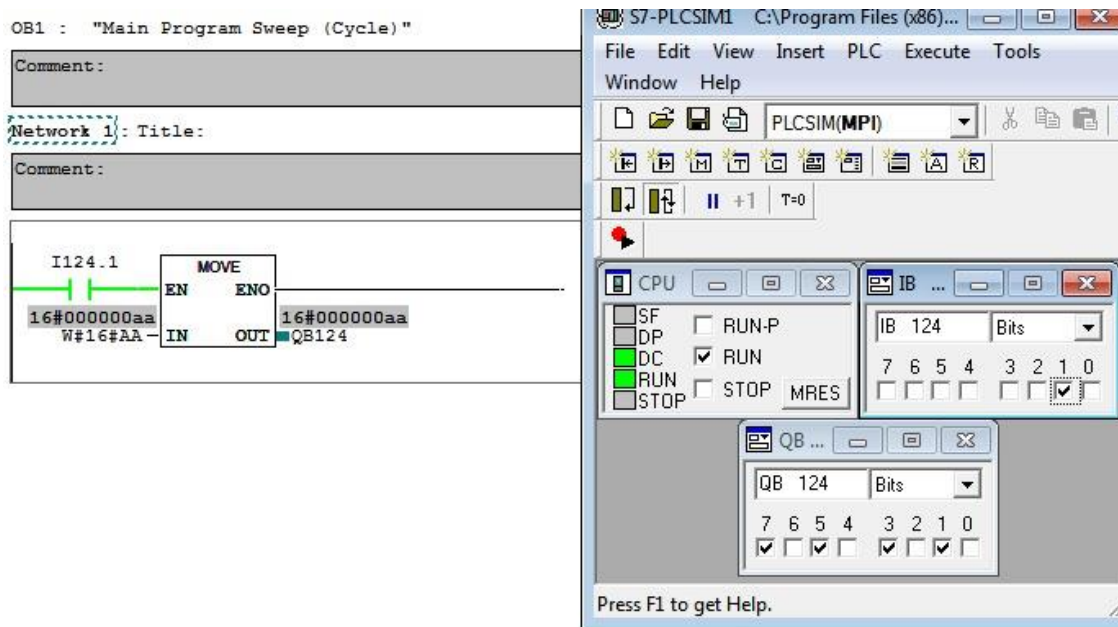 OB1 : "Main Program Sweep (Cycle)"
Comment:
Network 1: Title:
Comment:
I124.1
MOVE
EN ENO
16#000000aa 16#000000aa
W#16#AA IN OUT QB124
S7-PLCSIM1 C:\Program Files (x86)...
File Edit View Insert PLC Execute Tools
Window Help
PLCSIM(MPI)
+1 T=0
CPU
SF
DP
DC
RUN
STOP
RUN-P
RUN
STOP MRES
IB ...
IB 124 Bits
7 6 5 4 3 2 1 0
QB ...
QB 124 Bits
7 6 5 4 3 2 1 0
Press F1 to get Help.